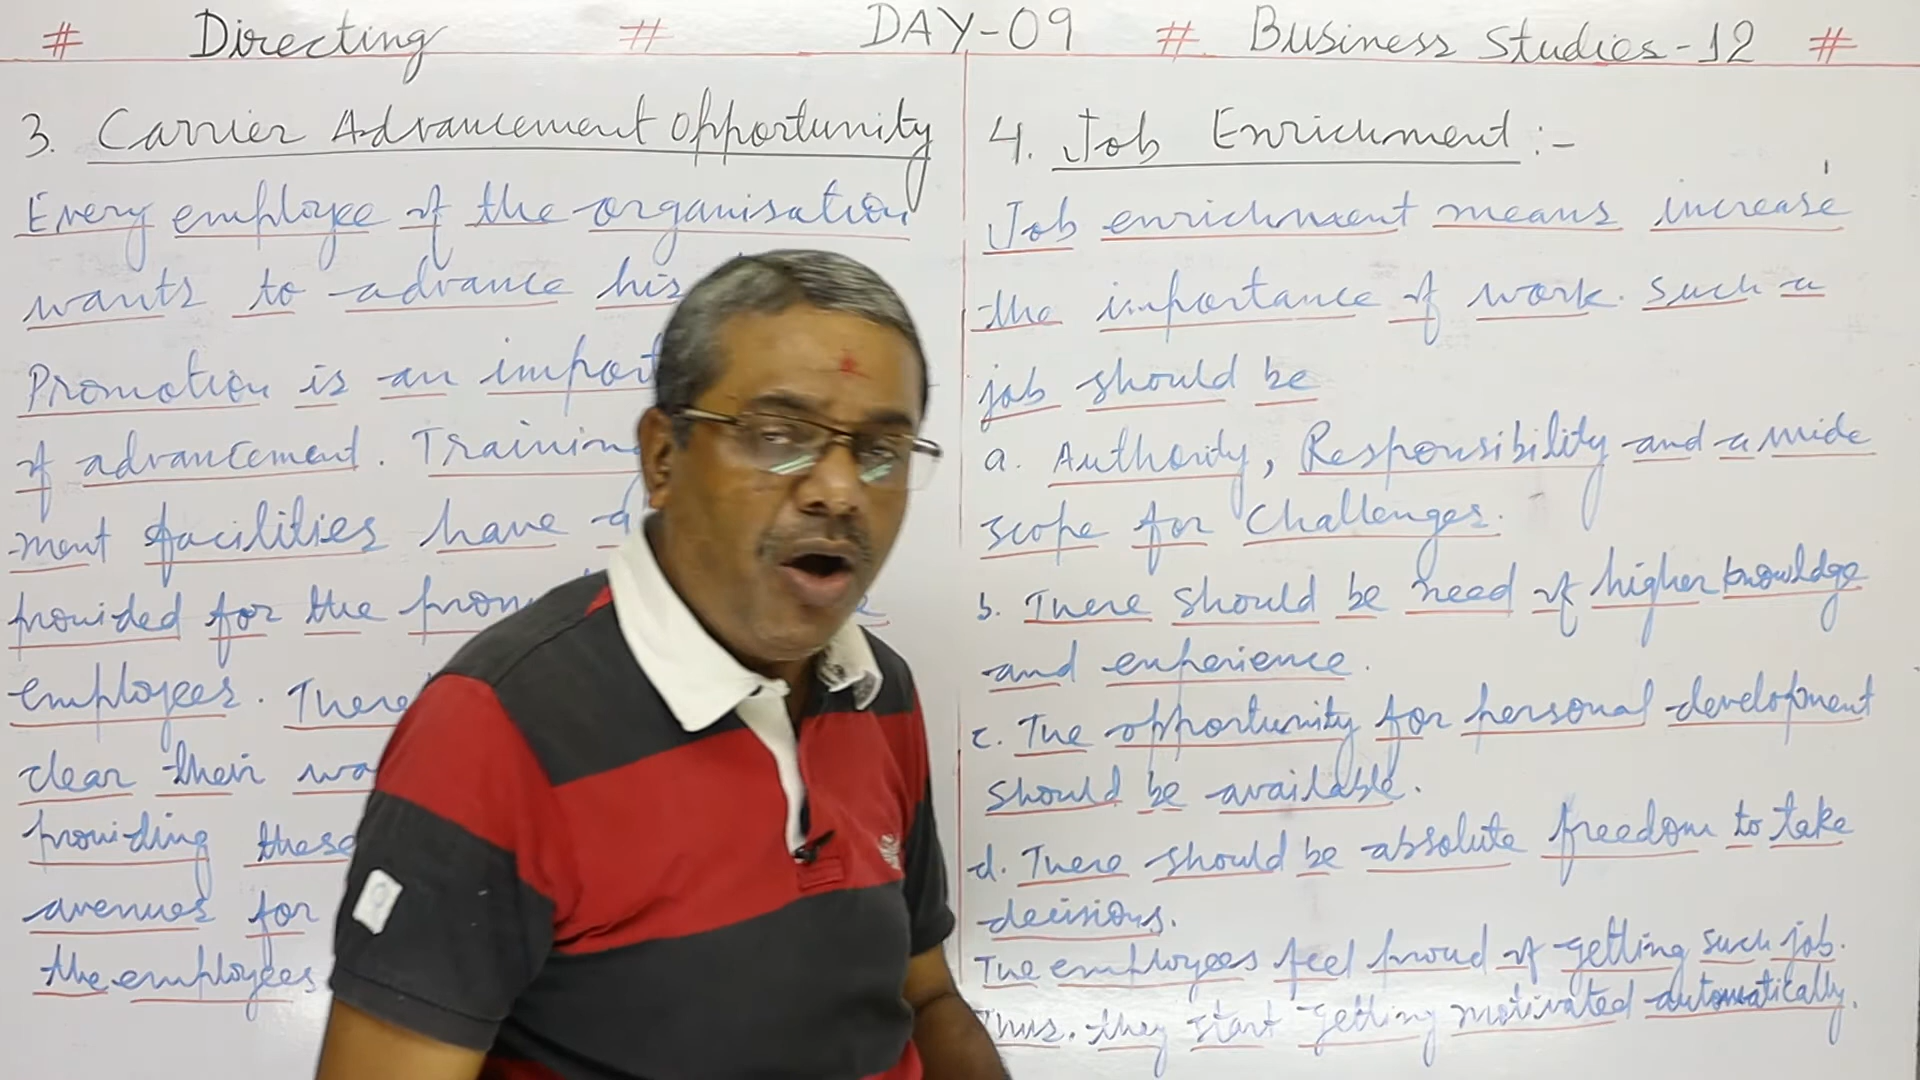 # Directing # DAY-09 # Business Studies-12 #
3. Carrier Advancement Opportunity
Every employee of the organisation
wants to advance his
Promotion is an
of advancement. Training
-ment facilities have
provided for the
employees. There
clear their
providing these
avenues for
the employees
4. Job Enrichment :-
Job enrichment means increase
the importance of work. Such a
job should be
a. Authority, Responsibility and a wide
scope for challenges.
b. There should be need of higher knowldge
and experience.
c. The opportunity for personal development
should be available.
d. There should be absolute freedom to take
decisions.
The employees feel proud of getting such job.
Thus. they start getting motivated automatically.